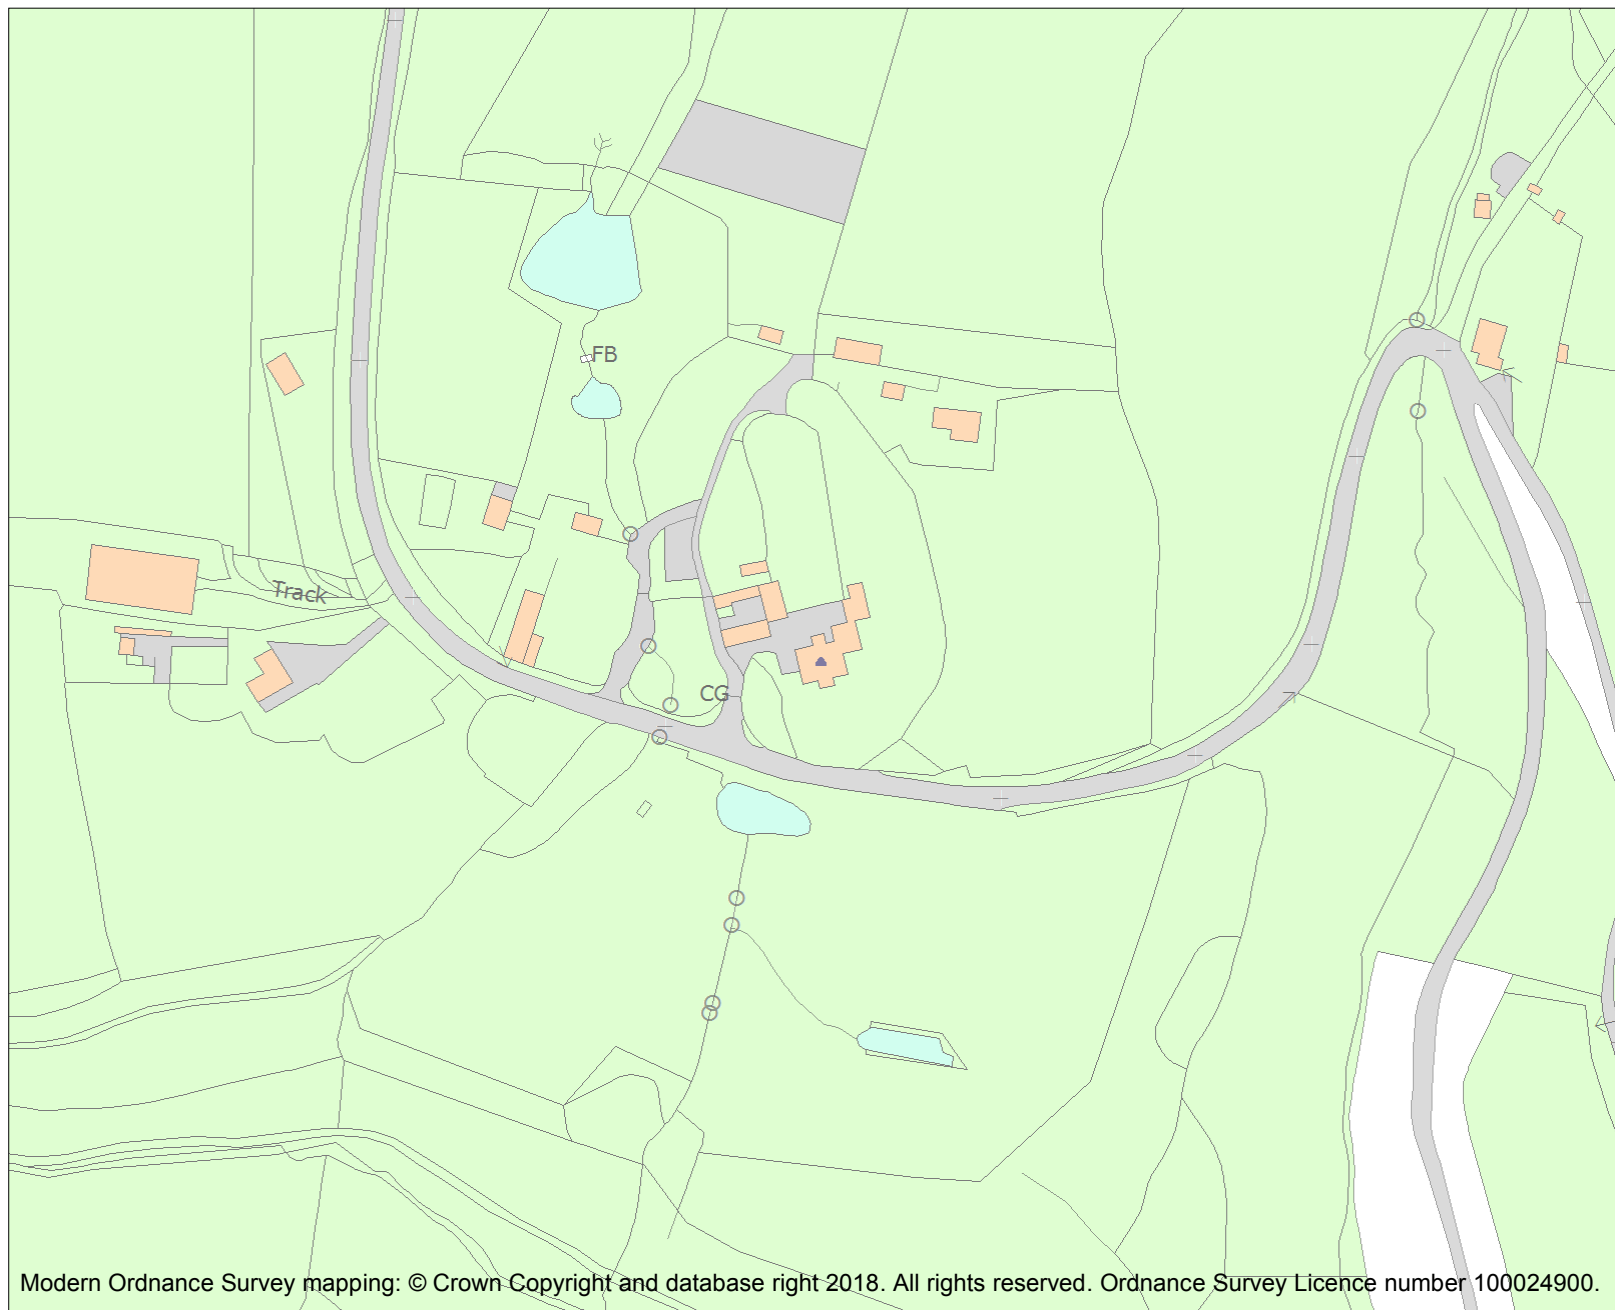 FB
Track
CG
Modern Ordnance Survey mapping: © Crown Copyright and database right 2018. All rights reserved. Ordnance Survey Licence number 100024900.